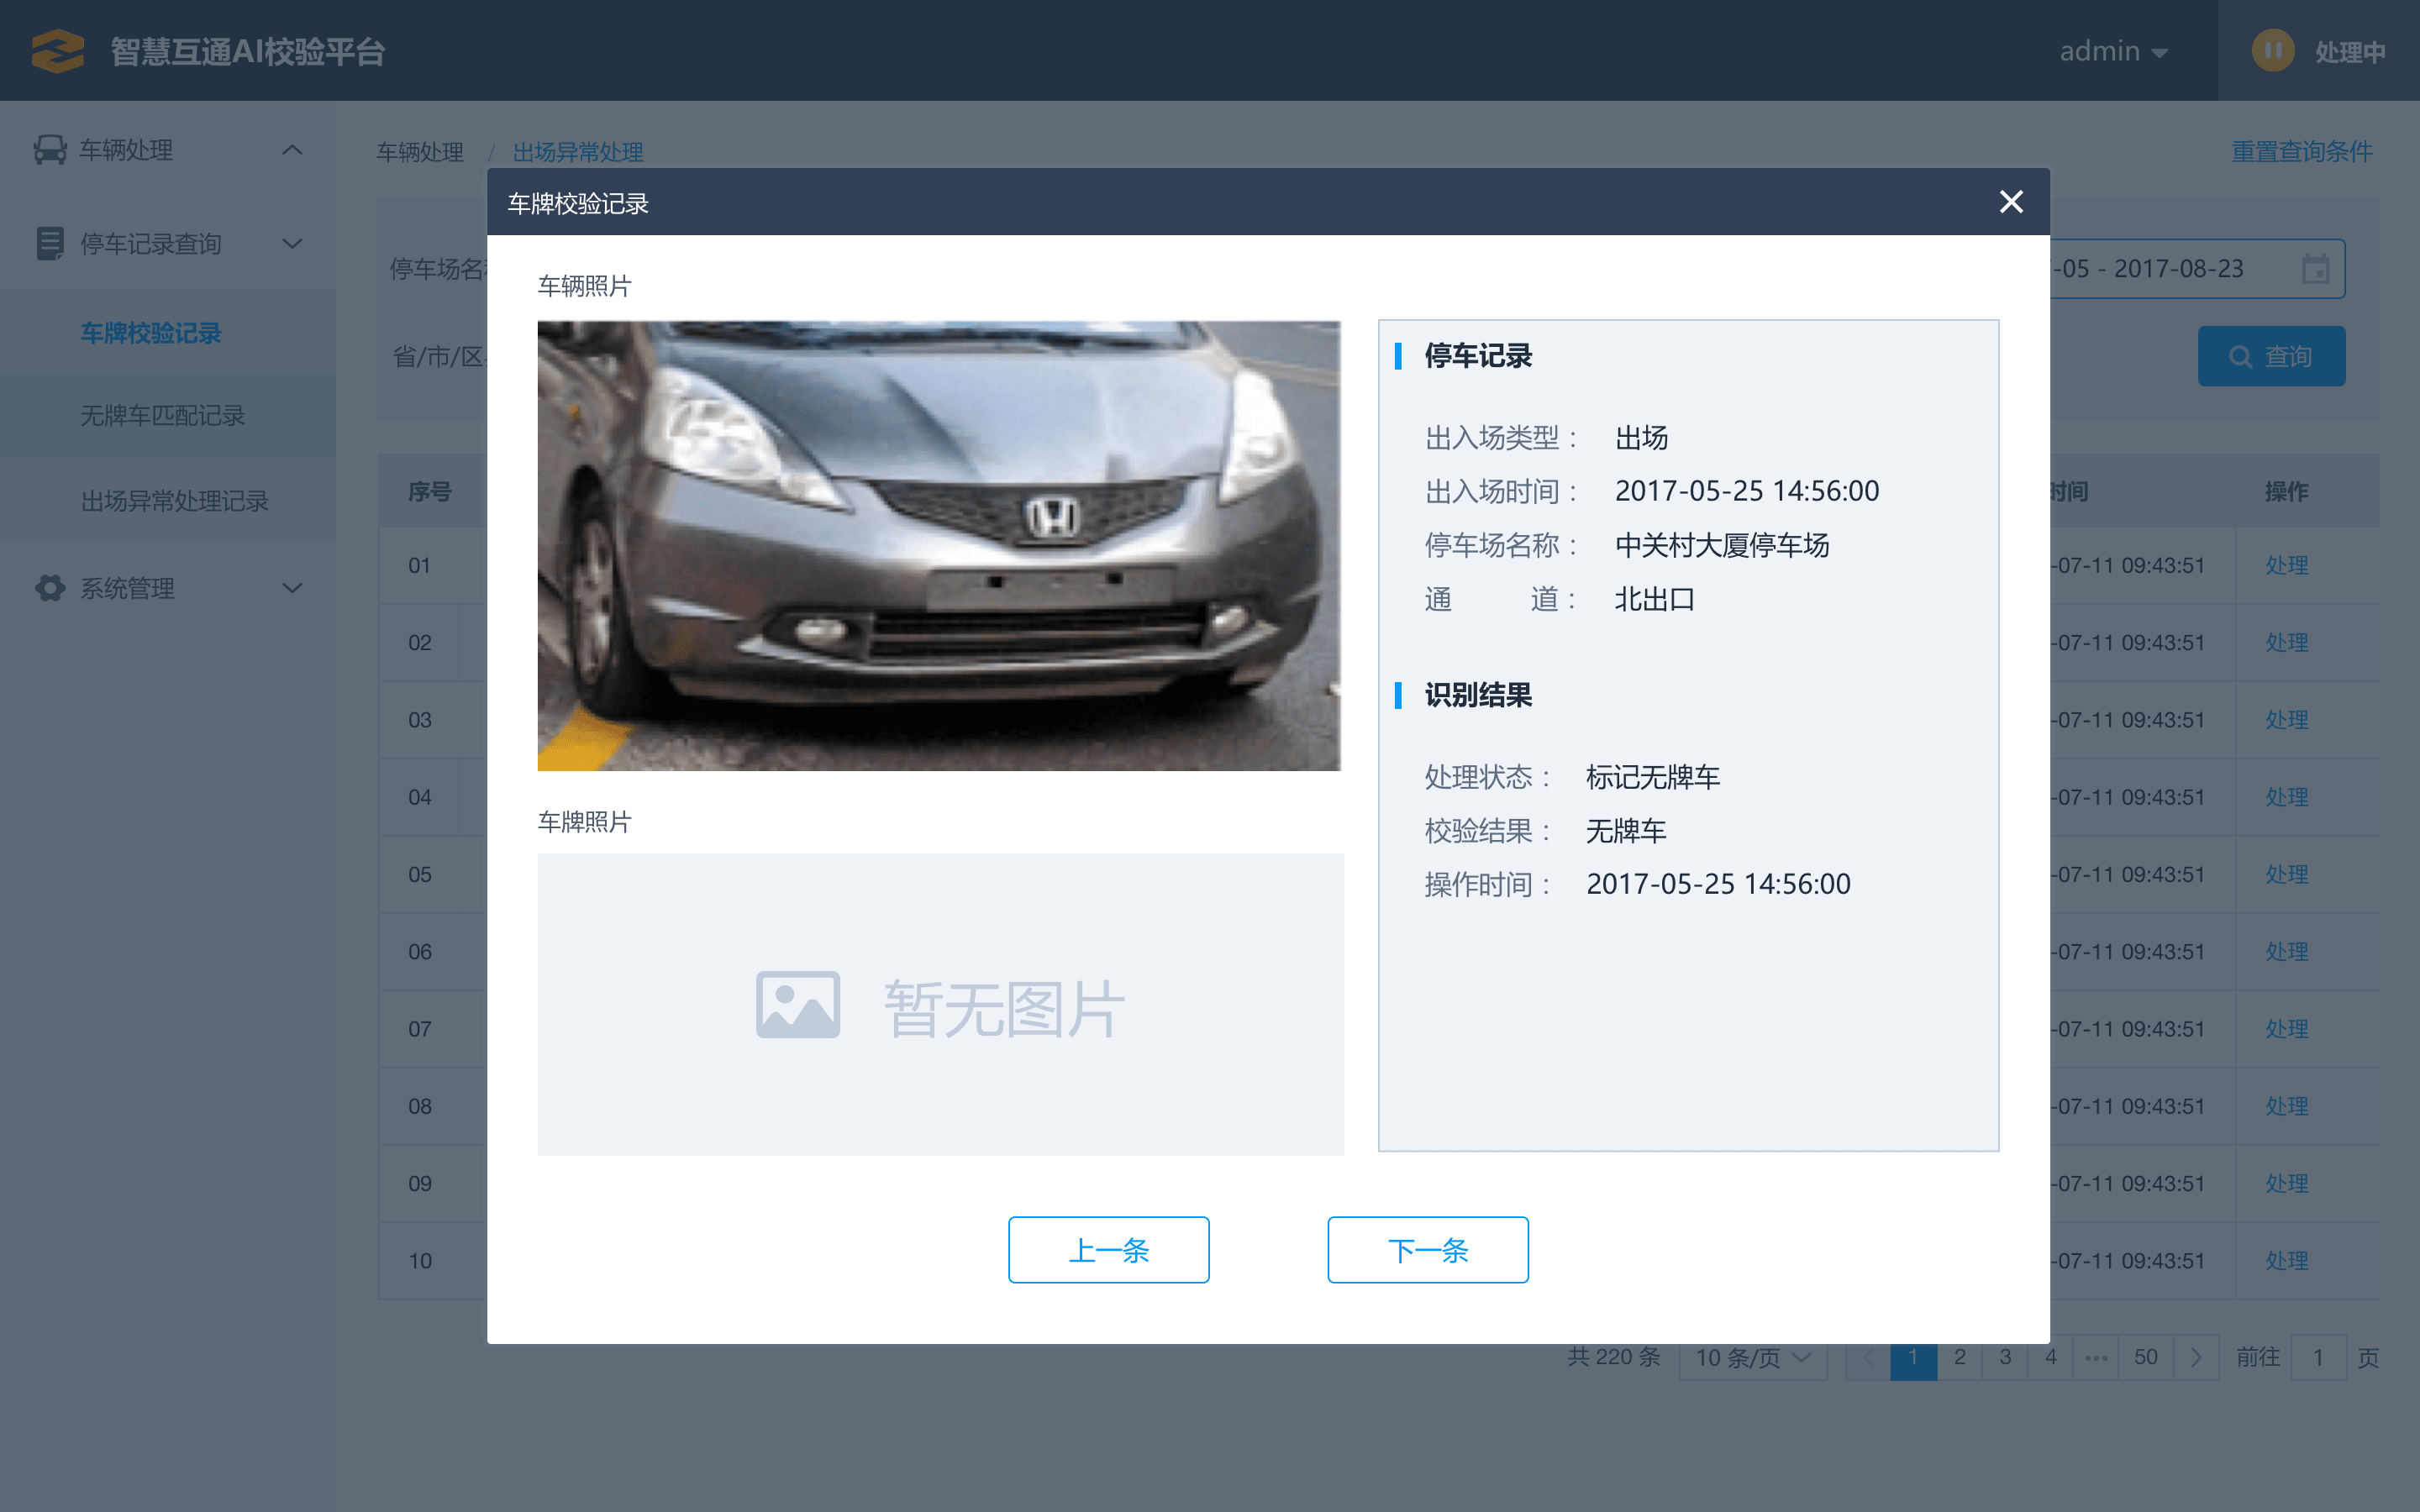 智慧互通AI校验平台
admin
处理中
车辆处理
停车记录查询
车牌校验记录
无牌车匹配记录
出场异常处理记录
系统管理
车辆处理 / 出场异常处理
重置查询条件
停车场名
-05 - 2017-08-23
省/市/区
查询
序号
时间
操作
01
-07-11 09:43:51
处理
02
-07-11 09:43:51
处理
03
-07-11 09:43:51
处理
04
-07-11 09:43:51
处理
05
-07-11 09:43:51
处理
06
-07-11 09:43:51
处理
07
-07-11 09:43:51
处理
08
-07-11 09:43:51
处理
09
-07-11 09:43:51
处理
10
-07-11 09:43:51
处理
共 220 条
10 条/页
1 2 3 4 ••• 50
前往 1 页
车牌校验记录
车辆照片
车牌照片
暂无图片
停车记录
出入场类型： 出场
出入场时间： 2017-05-25 14:56:00
停车场名称： 中关村大厦停车场
通 道： 北出口
识别结果
处理状态： 标记无牌车
校验结果： 无牌车
操作时间： 2017-05-25 14:56:00
上一条
下一条